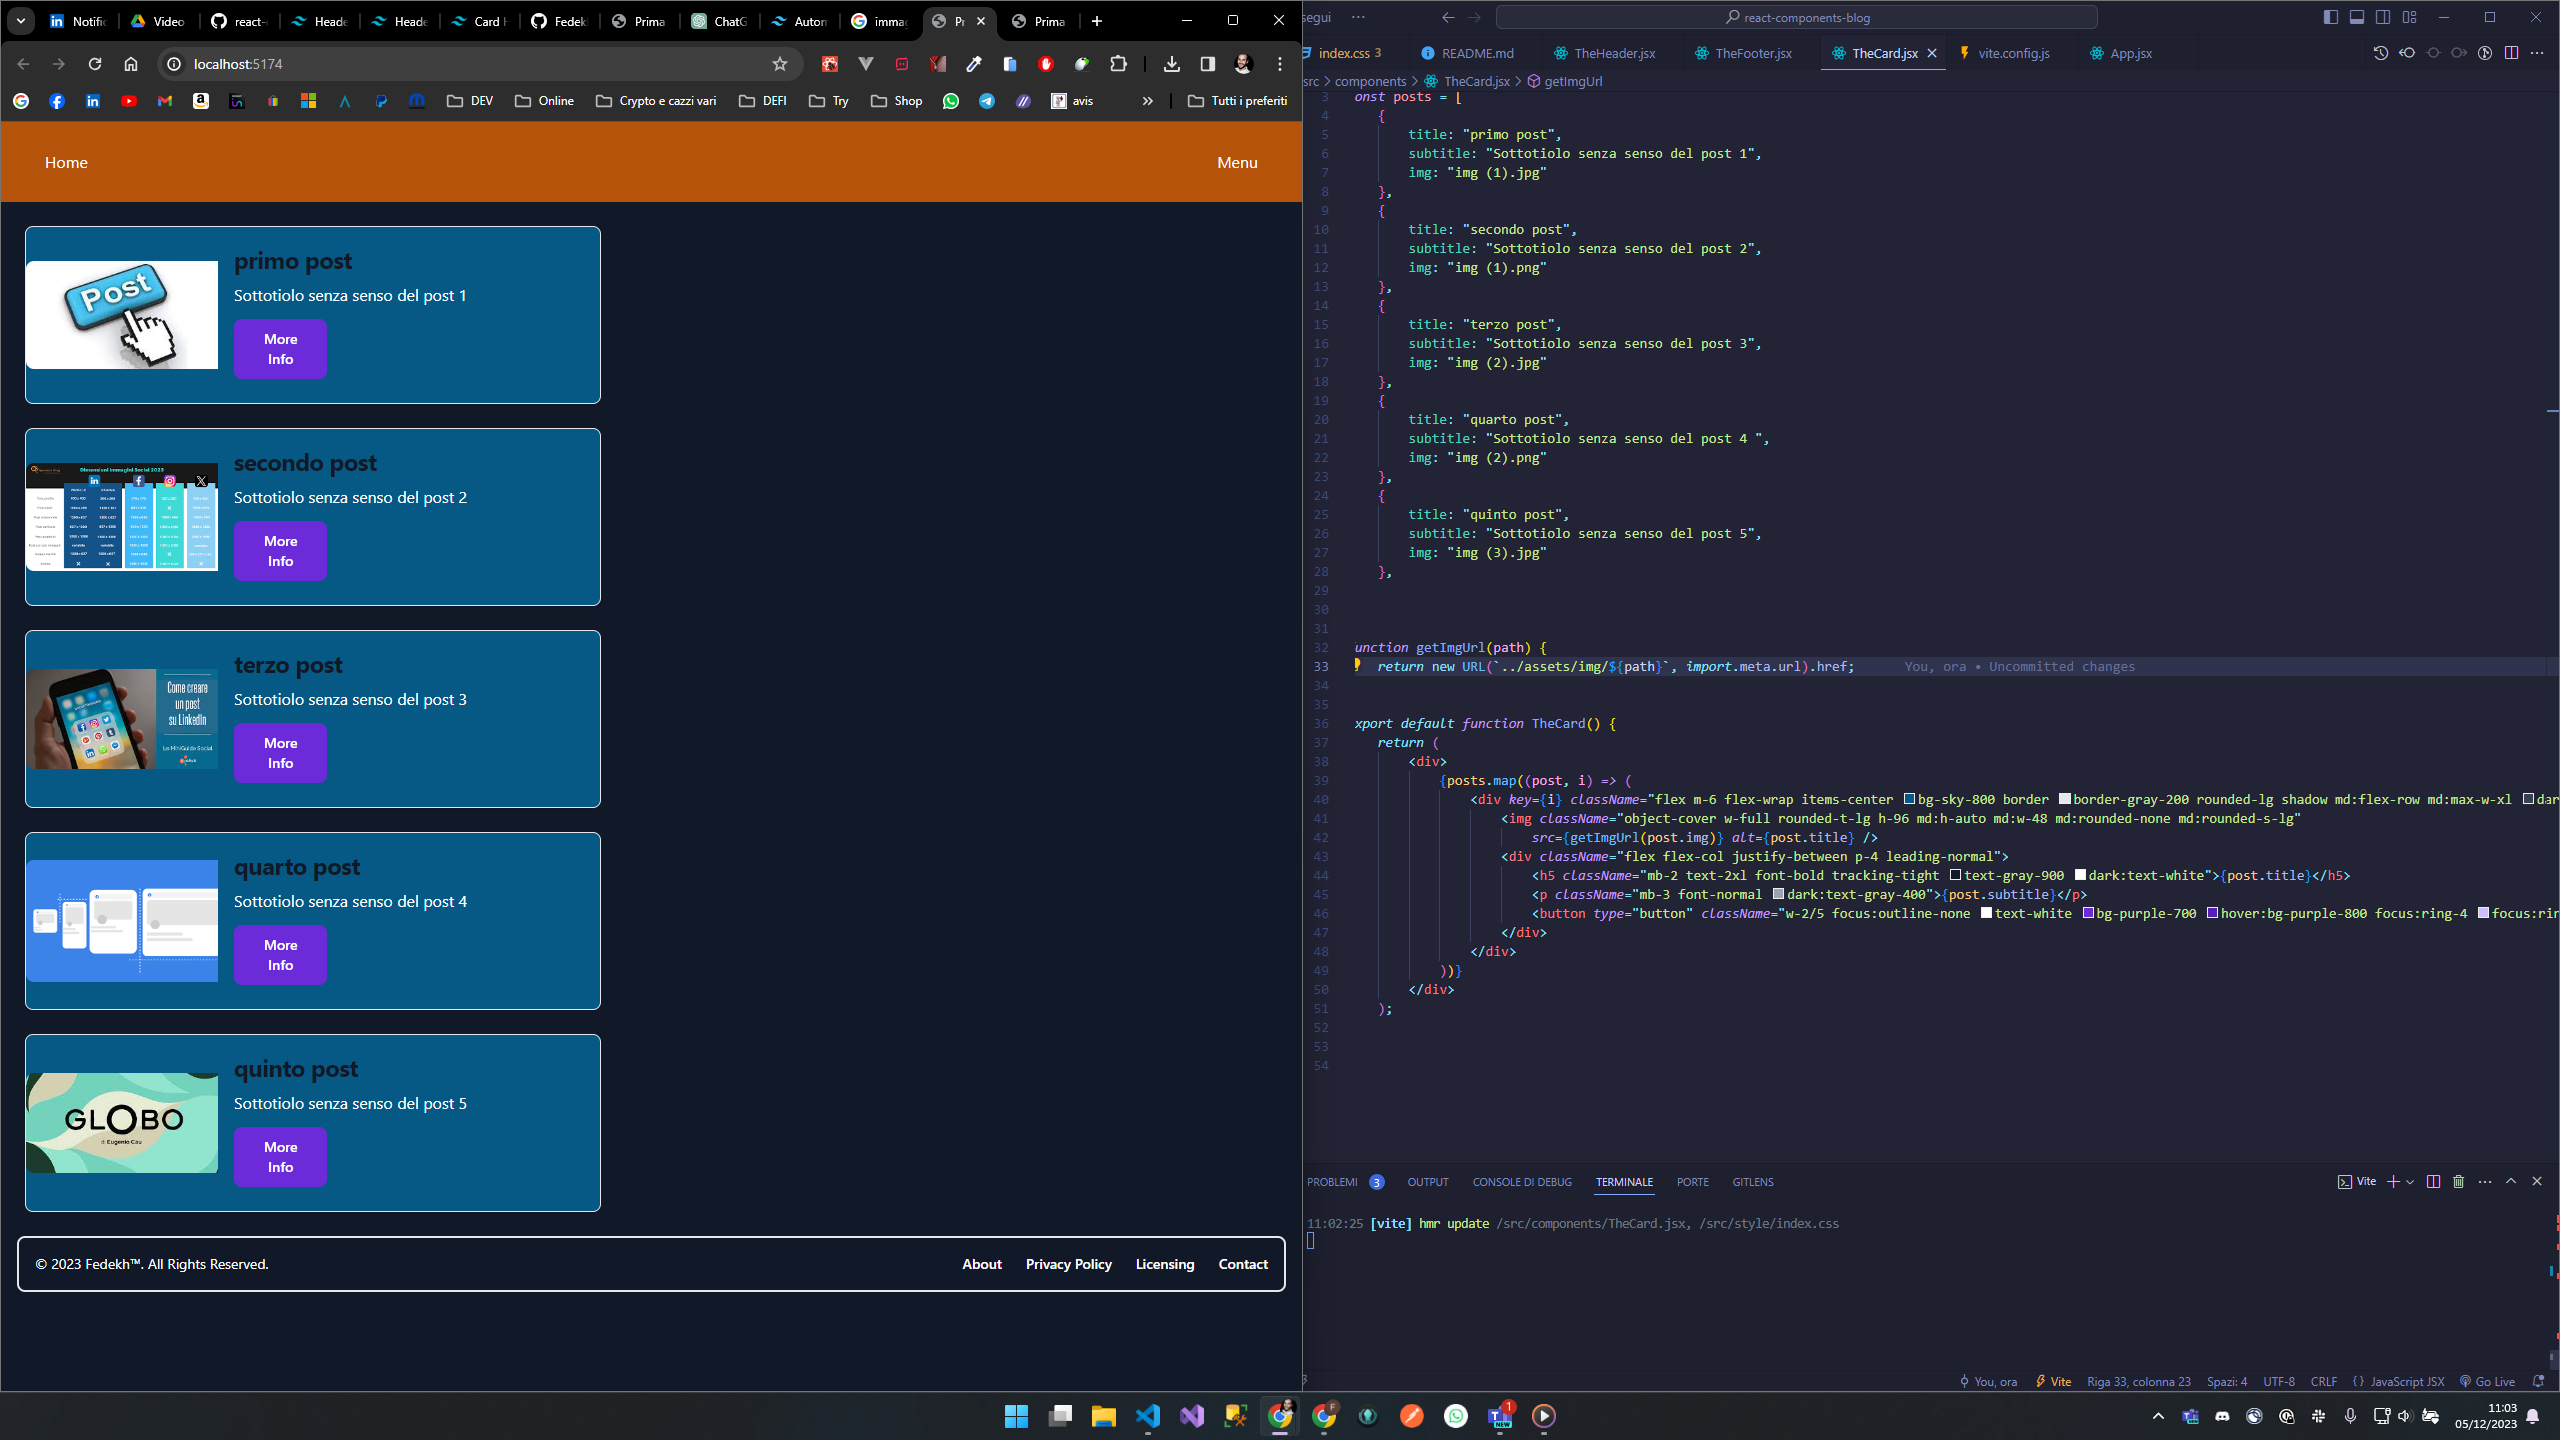 Notific
Video
react-c
Heade
Heade
Card H
Fedekh
Prima
ChatG
Autom
imma
Pr
Prima
localhost:5174
DEV
Online
Crypto e cazzi vari
DEFI
Try
Shop
avis
Tutti i preferiti
Home
Menu
Post
primo post
Sottotiolo senza senso del post 1
More
Info
Dimensioni Immagini Social 2023
secondo post
Sottotiolo senza senso del post 2
More
Info
Come creare
un post
su LinkedIn
Le MiniGuide Social
terzo post
Sottotiolo senza senso del post 3
More
Info
quarto post
Sottotiolo senza senso del post 4
More
Info
GLOBO
di Eugenio Cau
quinto post
Sottotiolo senza senso del post 5
More
Info
© 2023 Fedekh™. All Rights Reserved.
About
Privacy Policy
Licensing
Contact
segui
react-components-blog
index.css 3
README.md
TheHeader.jsx
TheFooter.jsx
TheCard.jsx
vite.config.js
App.jsx
src > components > TheCard.jsx > getImgUrl
3 onst posts = [
4 {
5 title: "primo post",
6 subtitle: "Sottotiolo senza senso del post 1",
7 img: "img (1).jpg"
8 },
9 {
10 title: "secondo post",
11 subtitle: "Sottotiolo senza senso del post 2",
12 img: "img (1).png"
13 },
14 {
15 title: "terzo post",
16 subtitle: "Sottotiolo senza senso del post 3",
17 img: "img (2).jpg"
18 },
19 {
20 title: "quarto post",
21 subtitle: "Sottotiolo senza senso del post 4 ",
22 img: "img (2).png"
23 },
24 {
25 title: "quinto post",
26 subtitle: "Sottotiolo senza senso del post 5",
27 img: "img (3).jpg"
28 },
29
30
31
32 unction getImgUrl(path) {
33 return new URL(`../assets/img/${path}`, import.meta.url).href; You, ora • Uncommitted changes
34
35
36 xport default function TheCard() {
37 return (
38 <div>
39 {posts.map((post, i) => (
40 <div key={i} className="flex m-6 flex-wrap items-center bg-sky-800 border border-gray-200 rounded-lg shadow md:flex-row md:max-w-xl dar
41 <img className="object-cover w-full rounded-t-lg h-96 md:h-auto md:w-48 md:rounded-none md:rounded-s-lg"
42 src={getImgUrl(post.img)} alt={post.title} />
43 <div className="flex flex-col justify-between p-4 leading-normal">
44 <h5 className="mb-2 text-2xl font-bold tracking-tight text-gray-900 dark:text-white">{post.title}</h5>
45 <p className="mb-3 font-normal dark:text-gray-400">{post.subtitle}</p>
46 <button type="button" className="w-2/5 focus:outline-none text-white bg-purple-700 hover:bg-purple-800 focus:ring-4 focus:rin
47 </div>
48 </div>
49 ))}
50 </div>
51 );
52
53
54
PROBLEMI 3
OUTPUT
CONSOLE DI DEBUG
TERMINALE
PORTE
GITLENS
Vite
11:02:25 [vite] hmr update /src/components/TheCard.jsx, /src/style/index.css
You, ora
Vite
Riga 33, colonna 23
Spazi: 4
UTF-8
CRLF
{} JavaScript JSX
Go Live
F
1
NEW
11:03
05/12/2023